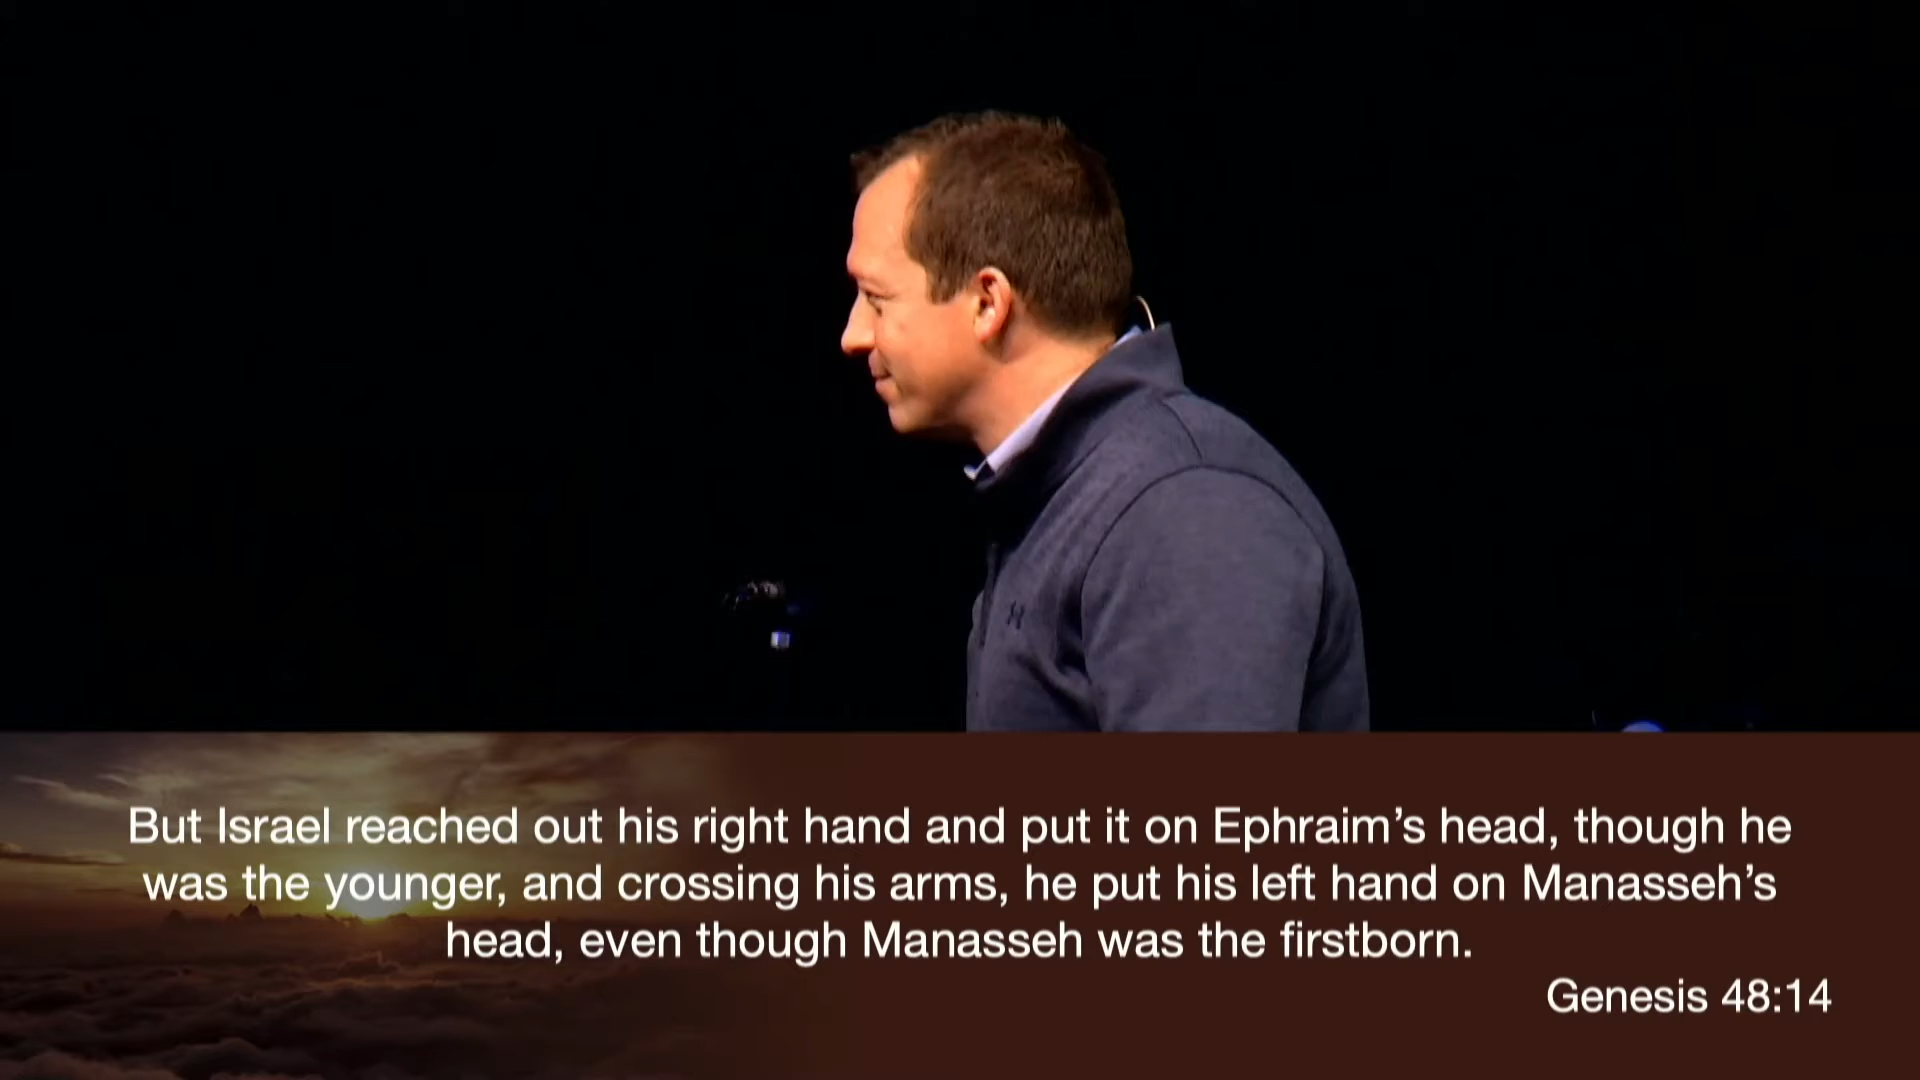 But Israel reached out his right hand and put it on Ephraim’s head, though he
was the younger, and crossing his arms, he put his left hand on Manasseh’s
head, even though Manasseh was the firstborn.
Genesis 48:14